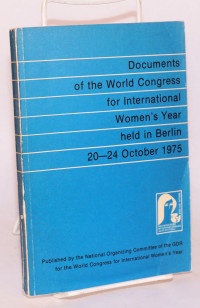 Documents
of the World Congress
for International
Women's Year
held in Berlin
20—24 October 1975
Published by the National Organizing Committee of the GDR
for the World Congress for International Women's Year